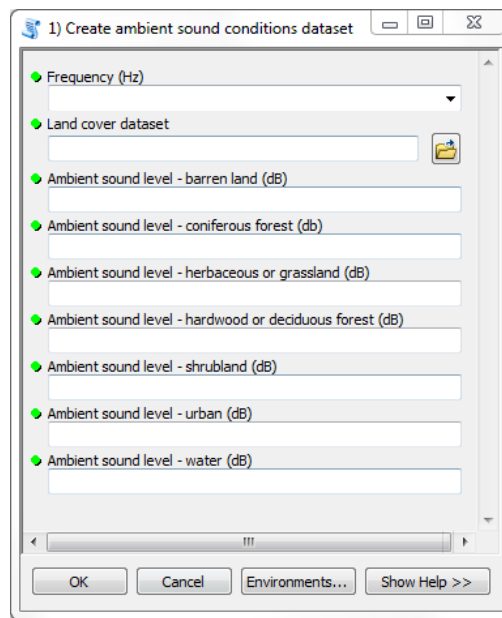 1) Create ambient sound conditions dataset
Frequency (Hz)
Land cover dataset
Ambient sound level - barren land (dB)
Ambient sound level - coniferous forest (db)
Ambient sound level - herbaceous or grassland (dB)
Ambient sound level - hardwood or deciduous forest (dB)
Ambient sound level - shrubland (dB)
Ambient sound level - urban (dB)
Ambient sound level - water (dB)
OK Cancel Environments... Show Help >>